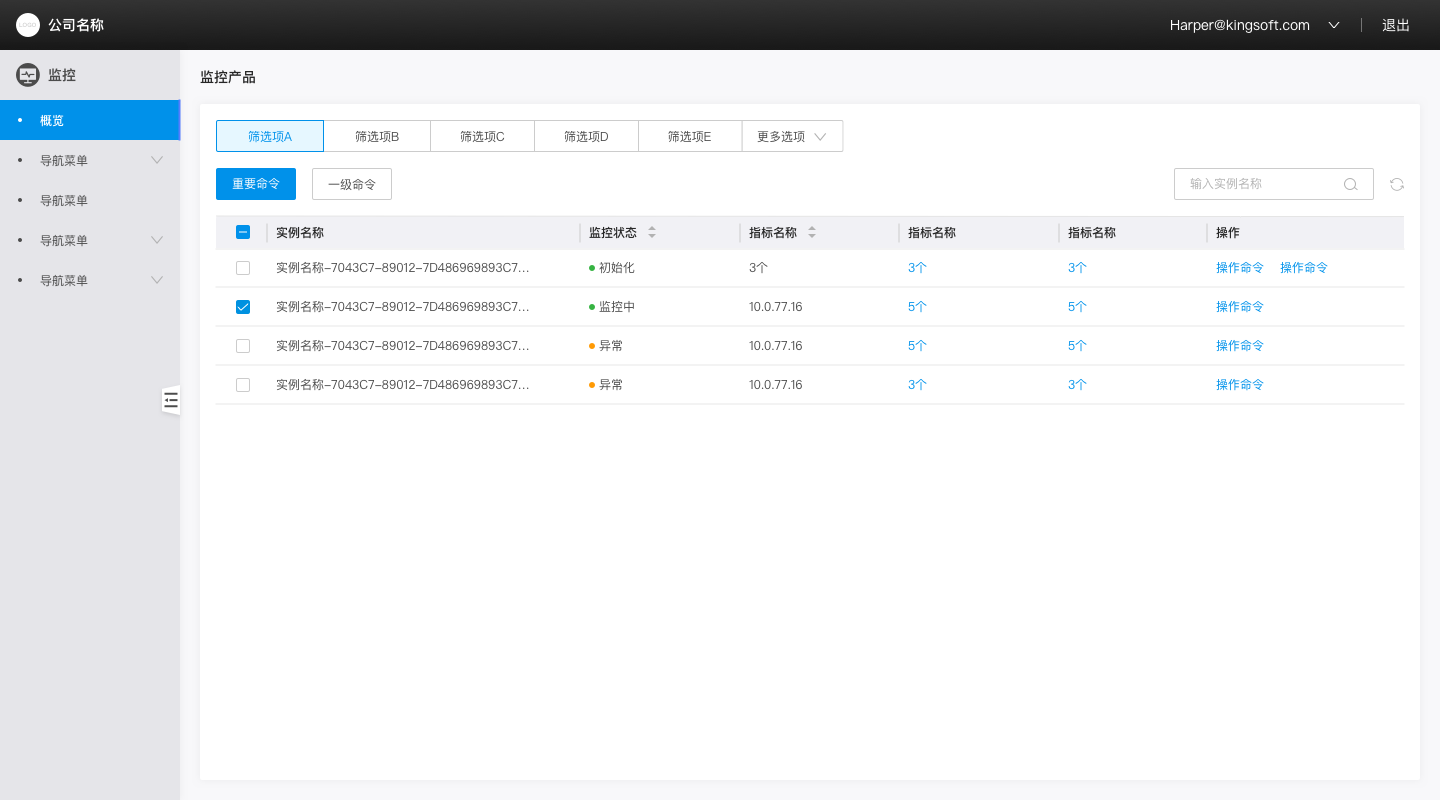 LOGO 公司名称 Harper@kingsoft.com 退出
监控
概览
导航菜单
导航菜单
导航菜单
导航菜单
监控产品
筛选项A 筛选项B 筛选项C 筛选项D 筛选项E 更多选项
重要命令 一级命令 输入实例名称
实例名称 监控状态 指标名称 指标名称 指标名称 操作
实例名称-7043C7-89012-7D486969893C7... 初始化 3个 3个 3个 操作命令 操作命令
实例名称-7043C7-89012-7D486969893C7... 监控中 10.0.77.16 5个 5个 操作命令
实例名称-7043C7-89012-7D486969893C7... 异常 10.0.77.16 5个 5个 操作命令
实例名称-7043C7-89012-7D486969893C7... 异常 10.0.77.16 3个 3个 操作命令